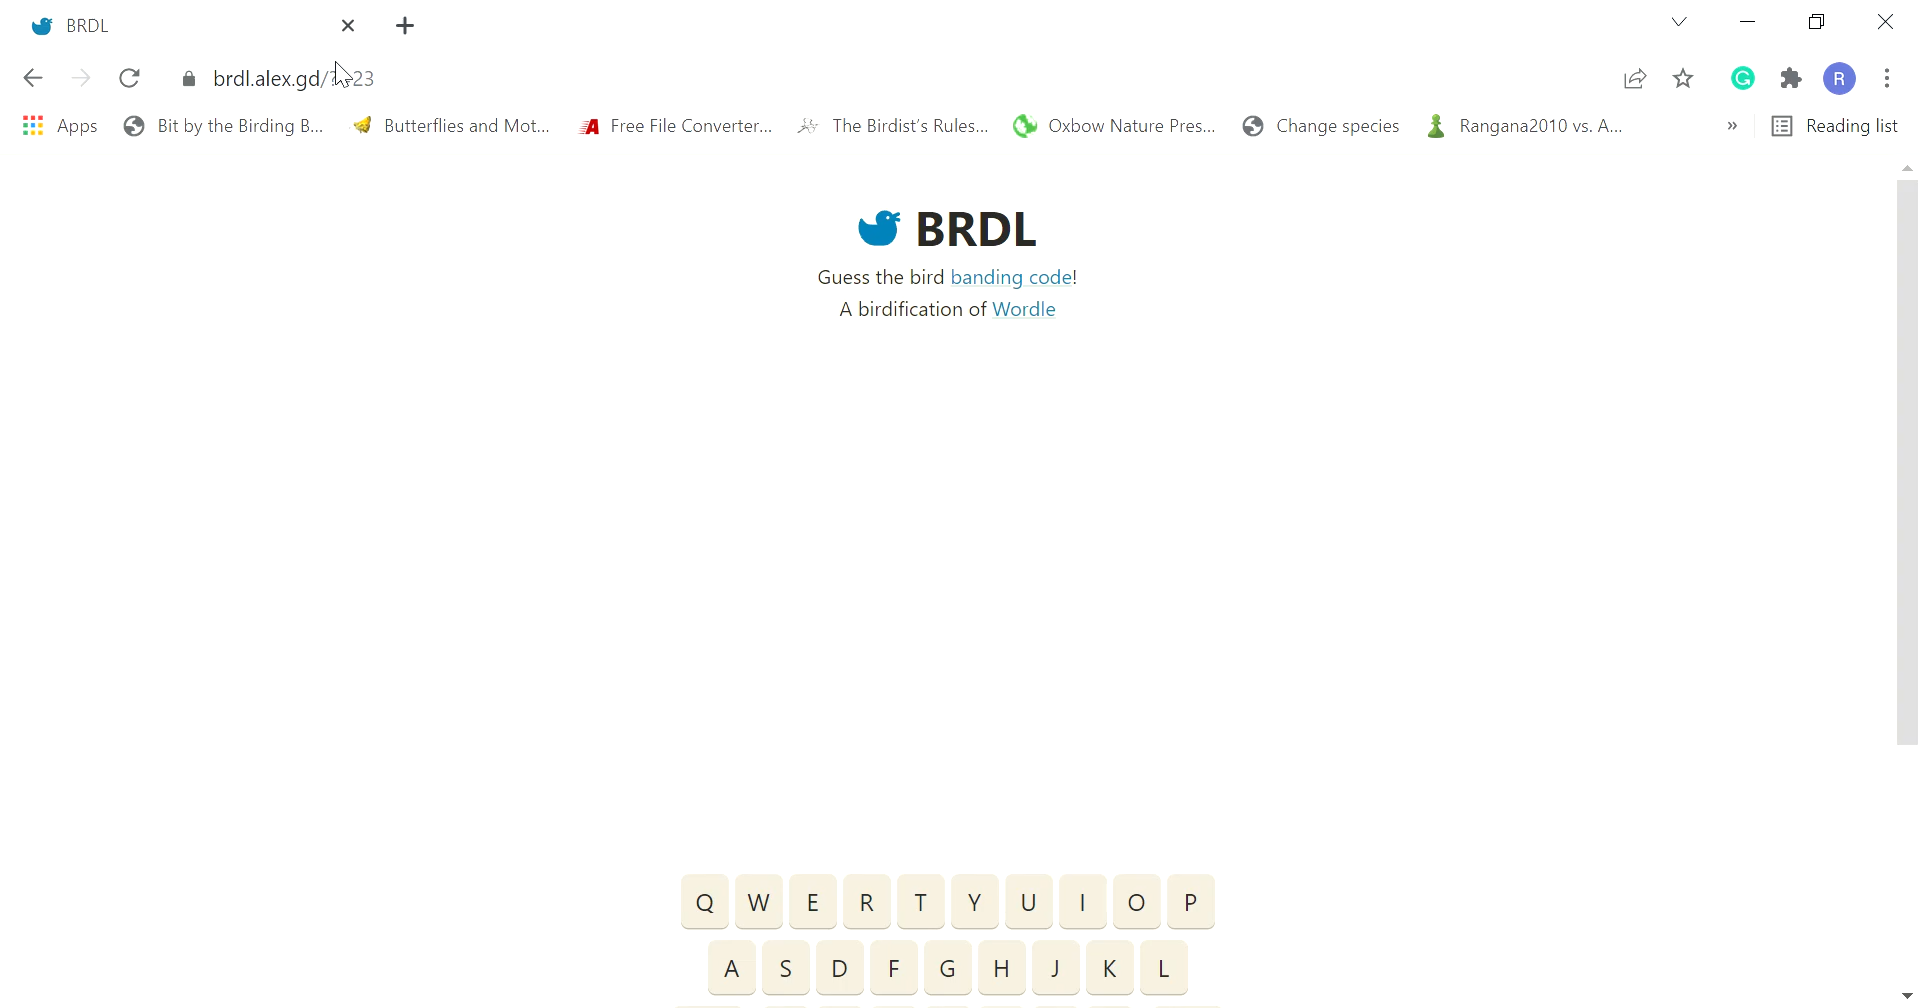 BRDL
brdl.alex.gd/ 23
Apps
Bit by the Birding B...
Butterflies and Mot...
Free File Converter...
The Birdist's Rules...
Oxbow Nature Pres...
Change species
Rangana2010 vs. A...
»
Reading list
G
R
BRDL
Guess the bird banding code!
A birdification of Wordle
Q W E R T Y U I O P
A S D F G H J K L